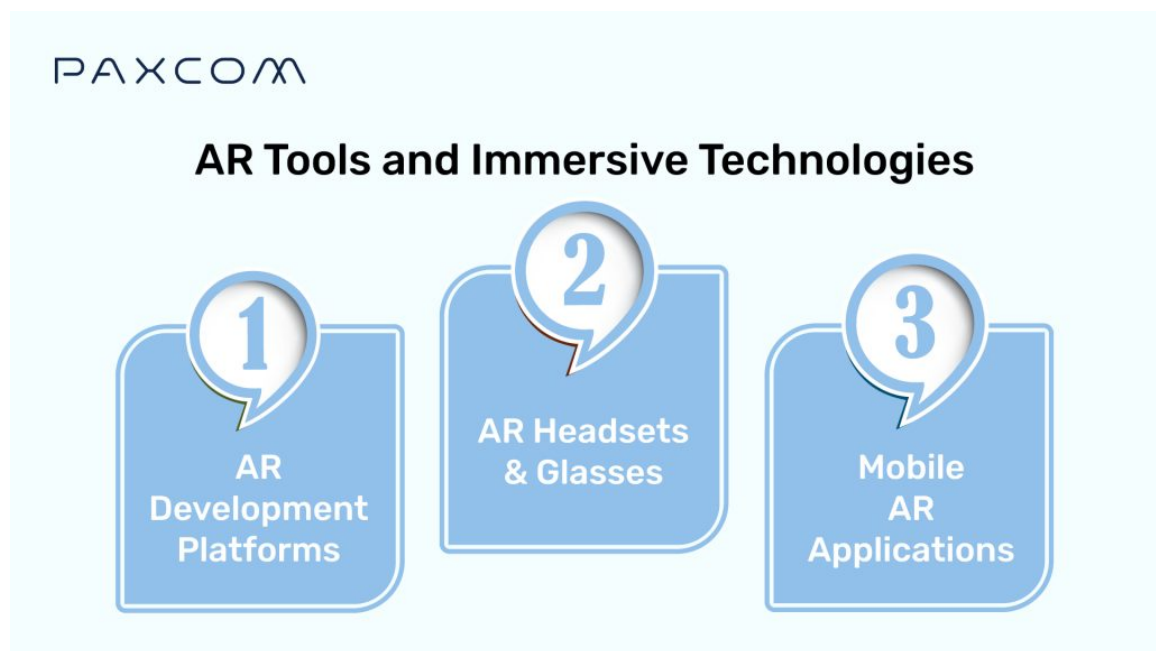 PAXCOM
AR Tools and Immersive Technologies
1
AR
Development
Platforms
2
AR Headsets
& Glasses
3
Mobile
AR
Applications